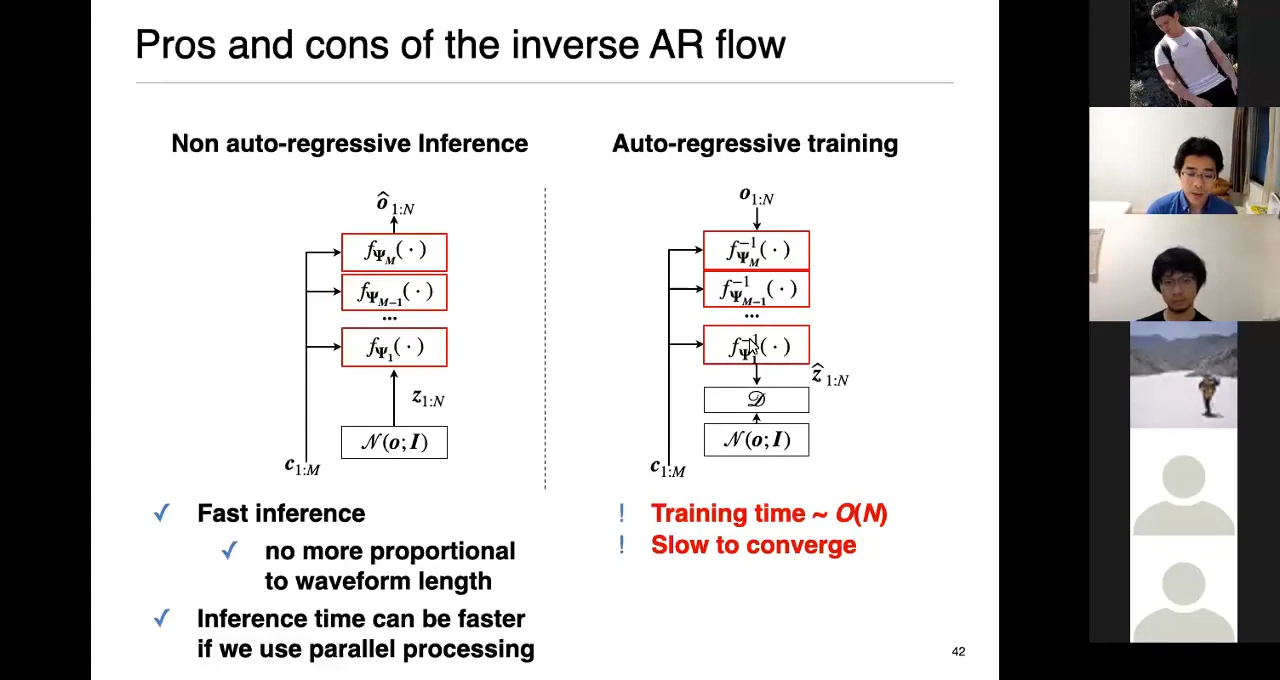 Pros and cons of the inverse AR flow
Non auto-regressive Inference
ô1:N
fΨM(·)
fΨM−1(·)
...
fΨ1(·)
z1:N
𝒩(o; I)
c1:M
✓ Fast inference
✓ no more proportional
to waveform length
✓ Inference time can be faster
if we use parallel processing
Auto-regressive training
o1:N
f−1ΨM(·)
f−1ΨM−1(·)
...
f−1Ψ1(·)
ẑ1:N
𝒟
𝒩(o; I)
c1:M
! Training time ~ O(N)
! Slow to converge
42